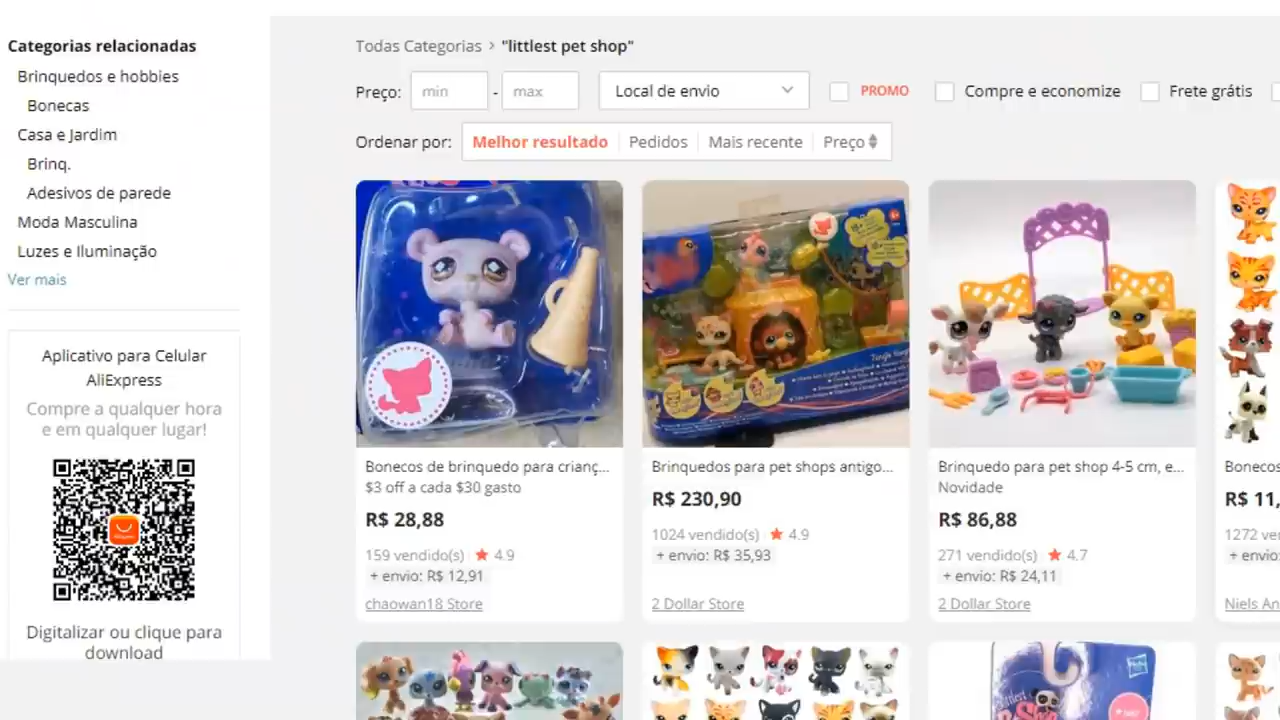 Categorias relacionadas
Brinquedos e hobbies
Bonecas
Casa e Jardim
Brinq.
Adesivos de parede
Moda Masculina
Luzes e Iluminação
Ver mais
Aplicativo para Celular
AliExpress
Compre a qualquer hora
e em qualquer lugar!
Digitalizar ou clique para
download
Todas Categorias > "littlest pet shop"
Preço: min - max Local de envio PROMO Compre e economize Frete grátis
Ordenar por: Melhor resultado Pedidos Mais recente Preço
Bonecos de brinquedo para crianç...
$3 off a cada $30 gasto
R$ 28,88
159 vendido(s) 4.9
+ envio: R$ 12,91
chaowan18 Store
Brinquedos para pet shops antigo...
R$ 230,90
1024 vendido(s) 4.9
+ envio: R$ 35,93
2 Dollar Store
Brinquedo para pet shop 4-5 cm, e...
Novidade
R$ 86,88
271 vendido(s) 4.7
+ envio: R$ 24,11
2 Dollar Store
Bonecos
R$ 11,
1272 ve
+ envio
Niels An